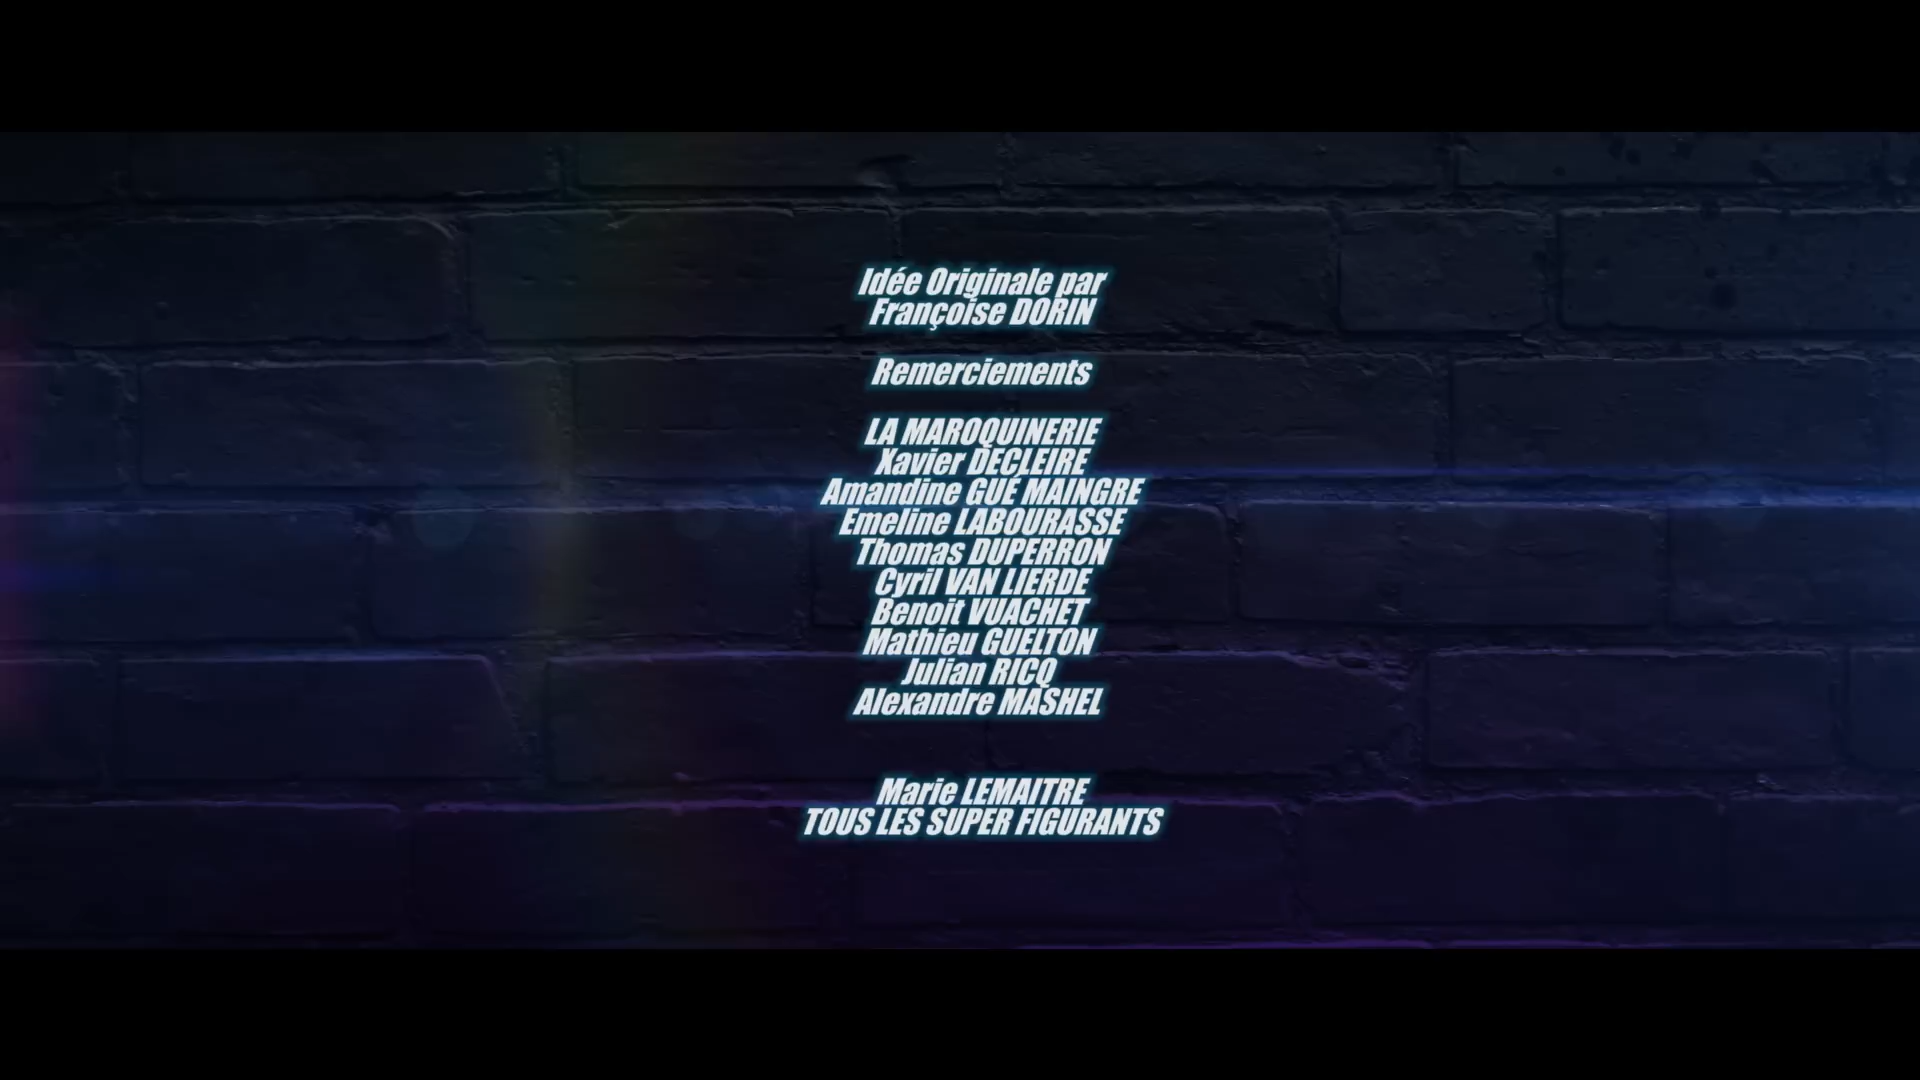 Idée Originale par
Françoise DORIN
Remerciements
LA MAROQUINERIE
Xavier DECLEIRE
Amandine GUÉ MAINGRE
Emeline LABOURASSE
Thomas DUPERRON
Cyril VAN LIERDE
Benoit VUACHET
Mathieu GUELTON
Julian RICQ
Alexandre MASHEL
Marie LEMAITRE
TOUS LES SUPER FIGURANTS